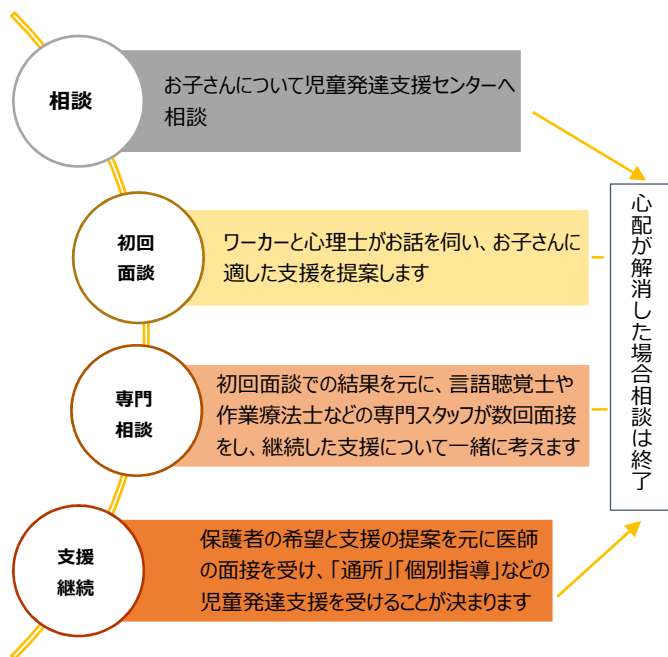 相談
お子さんについて児童発達支援センターへ
相談
初回
面談
ワーカーと心理士がお話を伺い、お子さんに
適した支援を提案します
専門
相談
初回面談での結果を元に、言語聴覚士や
作業療法士などの専門スタッフが数回面接
をし、継続した支援について一緒に考えます
支援
継続
保護者の希望と支援の提案を元に医師
の面接を受け、「通所」「個別指導」などの
児童発達支援を受けることが決まります
心配が解消した場合相談は終了